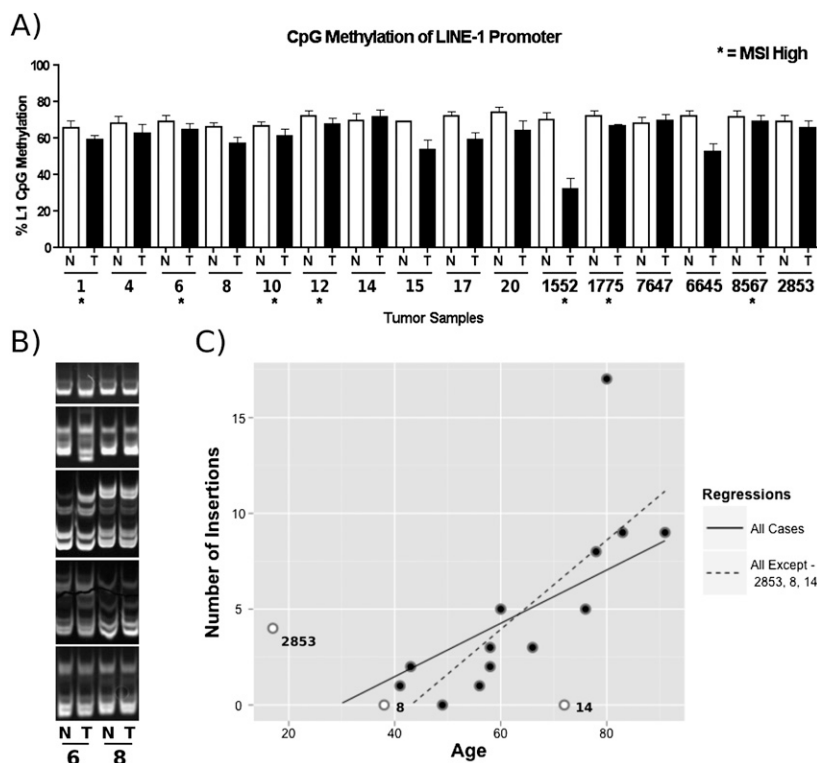 A)
CpG Methylation of LINE-1 Promoter
* = MSI High
% L1 CpG Methylation
100
80
60
40
20
0
N T N T N T N T N T N T N T N T N T N T N T N T N T N T N T N T
1 4 6 8 10 12 14 15 17 20 1552 1775 7647 6645 8567 2853
* * * * * * *
Tumor Samples
B)
N T N T
6 8
C)
Number of Insertions
15
10
5
0
2853
8
14
20 40 60 80
Age
Regressions
All Cases
All Except -
2853, 8, 14